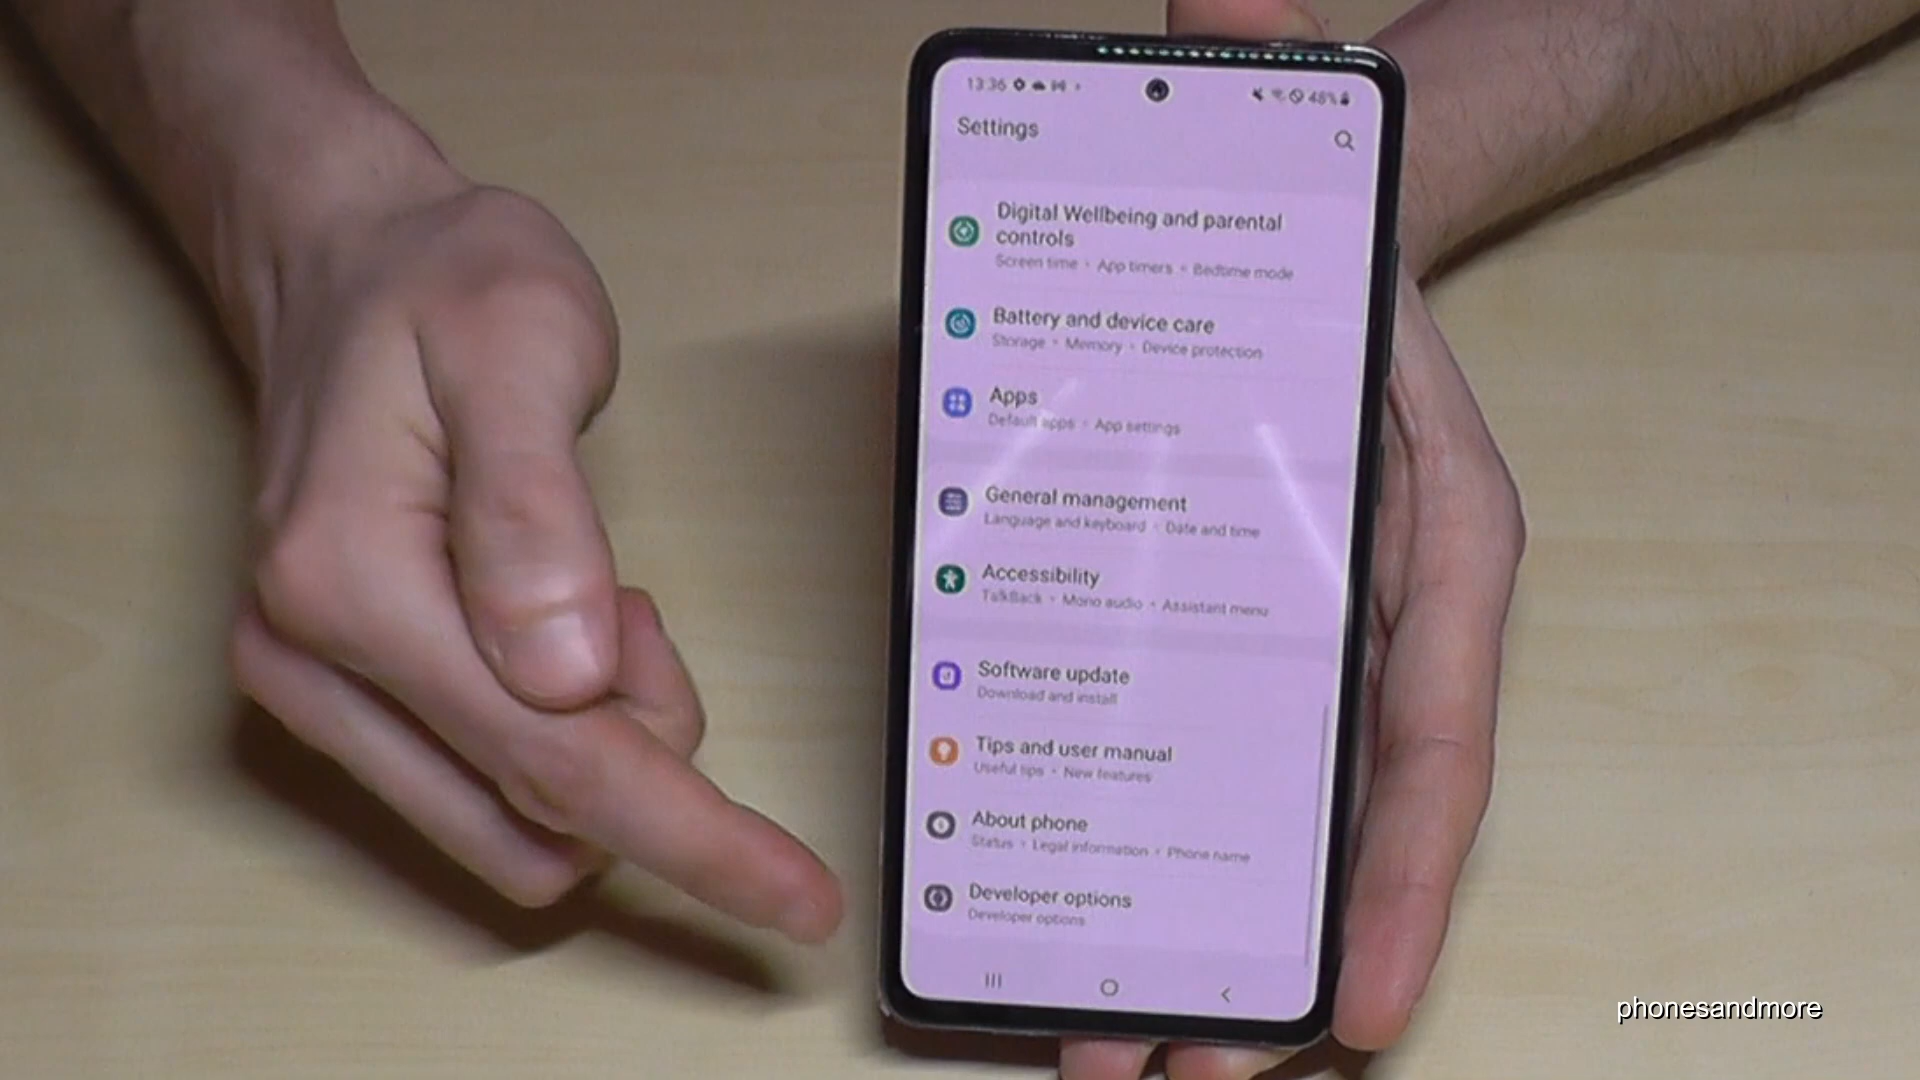 13:36
48%
Settings
Digital Wellbeing and parental
controls
Screen time • App timers • Bedtime mode
Battery and device care
Storage • Memory • Device protection
Apps
Default apps • App settings
General management
Language and keyboard • Date and time
Accessibility
TalkBack • Mono audio • Assistant menu
Software update
Download and install
Tips and user manual
Useful tips • New features
About phone
Status • Legal information • Phone name
Developer options
Developer options
phonesandmore